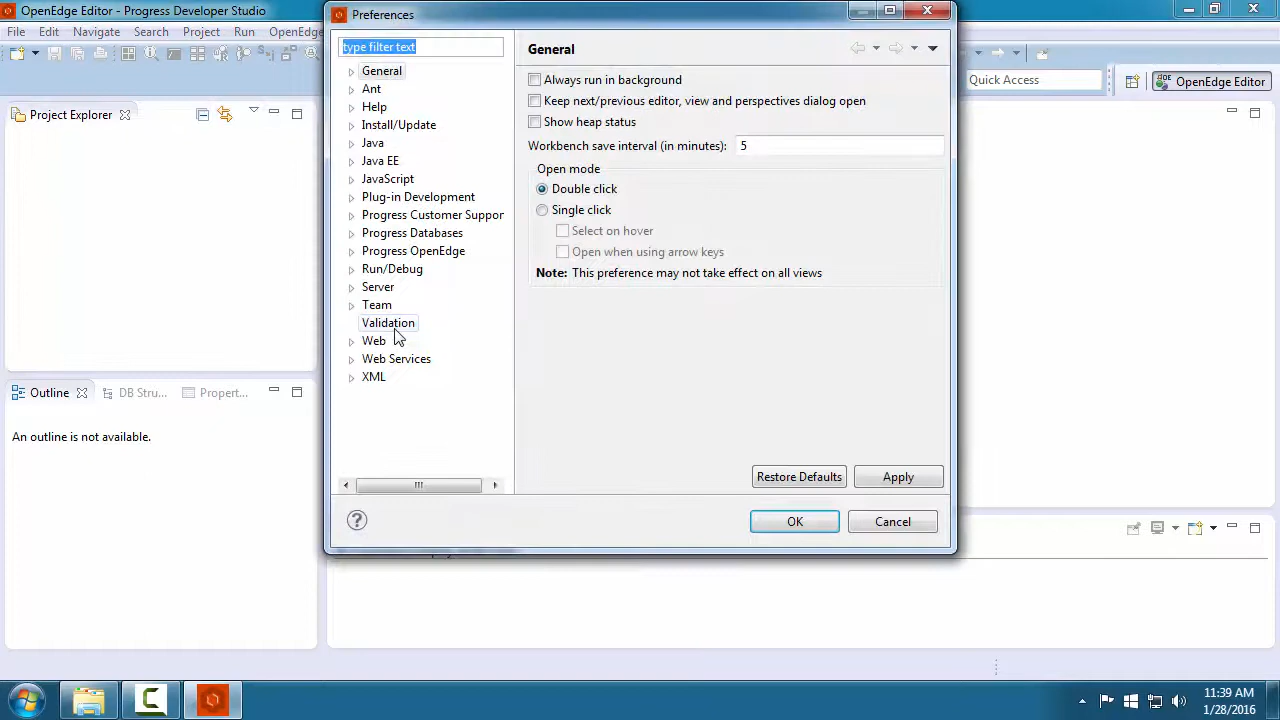 OpenEdge Editor - Progress Developer Studio
Preferences
File Edit Navigate Search Project Run OpenEdge
type filter text
General
General
Ant
Help
Install/Update
Java
Java EE
JavaScript
Plug-in Development
Progress Customer Suppor
Progress Databases
Progress OpenEdge
Run/Debug
Server
Team
Validation
Web
Web Services
XML
Always run in background
Keep next/previous editor, view and perspectives dialog open
Show heap status
Workbench save interval (in minutes): 5
Open mode
Double click
Single click
Select on hover
Open when using arrow keys
Note: This preference may not take effect on all views
Restore Defaults Apply
OK Cancel
Quick Access
OpenEdge Editor
Project Explorer
Outline DB Stru... Propert...
An outline is not available.
11:39 AM
1/28/2016